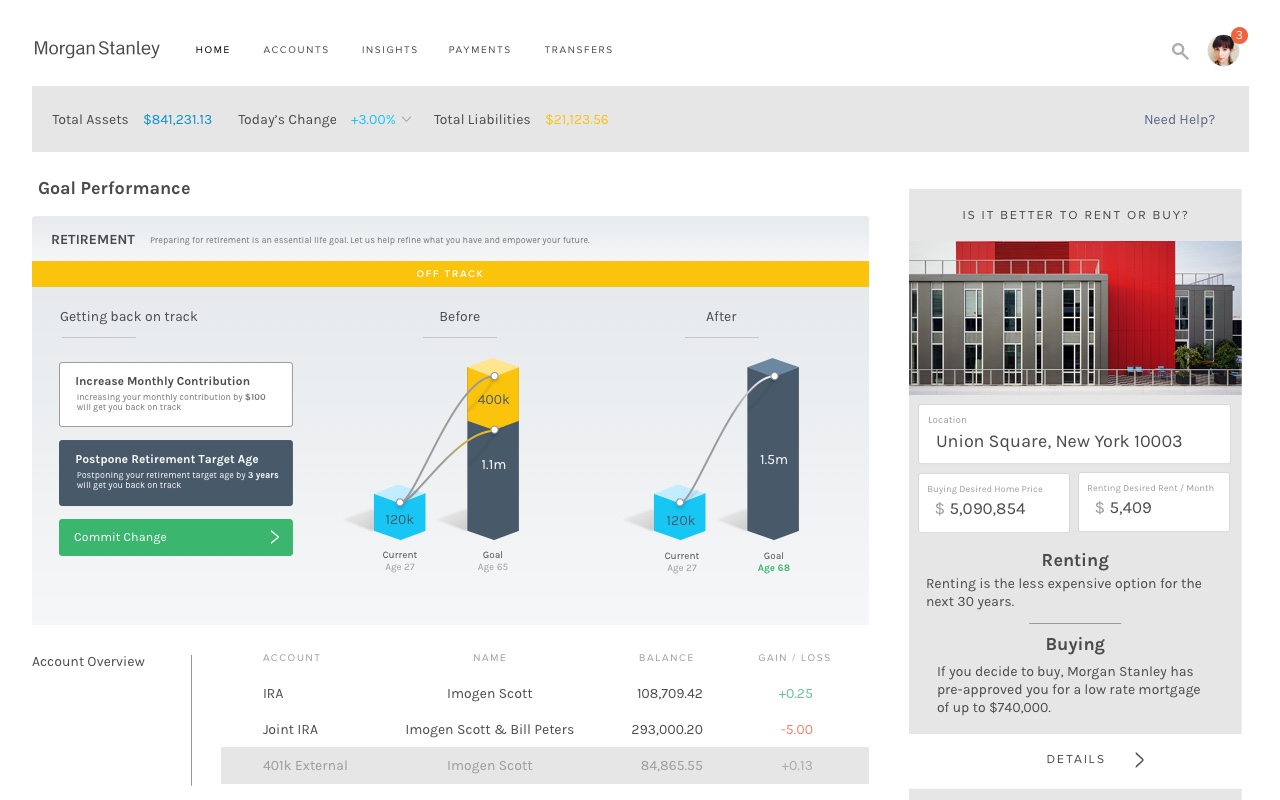 Morgan Stanley
HOME
ACCOUNTS
INSIGHTS
PAYMENTS
TRANSFERS
3
Total Assets $841,231.13
Today's Change +3.00%
Total Liabilities $21,123.56
Need Help?
Goal Performance
RETIREMENT
Preparing for retirement is an essential life goal. Let us help refine what you have and empower your future.
OFF TRACK
Getting back on track
Increase Monthly Contribution
increasing your monthly contribution by $100
will get you back on track
Postpone Retirement Target Age
Postponing your retirement target age by 3 years
will get you back on track
Commit Change
Before
400k
1.1m
120k
Current
Age 27
Goal
Age 65
After
1.5m
120k
Current
Age 27
Goal
Age 68
Account Overview
ACCOUNT NAME BALANCE GAIN / LOSS
IRA Imogen Scott 108,709.42 +0.25
Joint IRA Imogen Scott & Bill Peters 293,000.20 -5.00
401k External Imogen Scott 84,865.55 +0.13
IS IT BETTER TO RENT OR BUY?
Location
Union Square, New York 10003
Buying Desired Home Price
$ 5,090,854
Renting Desired Rent / Month
$ 5,409
Renting
Renting is the less expensive option for the
next 30 years.
Buying
If you decide to buy, Morgan Stanley has
pre-approved you for a low rate mortgage
of up to $740,000.
DETAILS